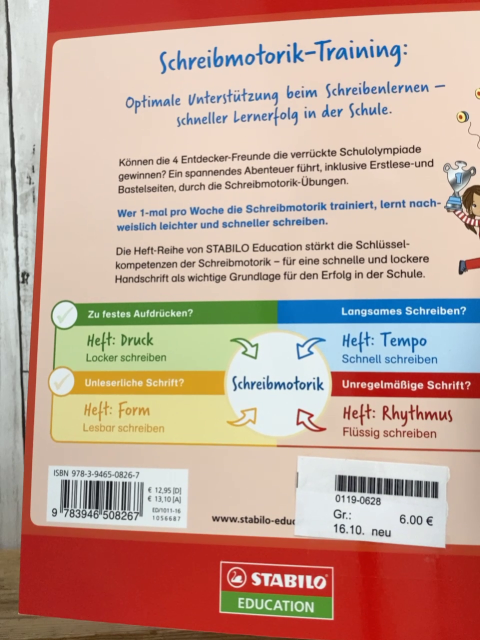 Schreibmotorik-Training:
Optimale Unterstützung beim Schreibenlernen –
schneller Lernerfolg in der Schule.
Können die 4 Entdecker-Freunde die verrückte Schulolympiade
gewinnen? Ein spannendes Abenteuer führt, inklusive Erstlese-und
Bastelseiten, durch die Schreibmotorik-Übungen.
Wer 1-mal pro Woche die Schreibmotorik trainiert, lernt nach-
weislich leichter und schneller schreiben.
Die Heft-Reihe von STABILO Education stärkt die Schlüssel-
kompetenzen der Schreibmotorik – für eine schnelle und lockere
Handschrift als wichtige Grundlage für den Erfolg in der Schule.
Zu festes Aufdrücken?
Heft: Druck
Locker schreiben
Langsames Schreiben?
Heft: Tempo
Schnell schreiben
Schreibmotorik
Unleserliche Schrift?
Heft: Form
Lesbar schreiben
Unregelmäßige Schrift?
Heft: Rhythmus
Flüssig schreiben
ISBN 978-3-9465-0826-7
€ 12,95 [D]
€ 13,10 [A]
ED/1011-16
1056687
9 783946 508267
www.stabilo-educ
0119-0628
Gr.: 6.00 €
16.10. neu
STABILO®
EDUCATION